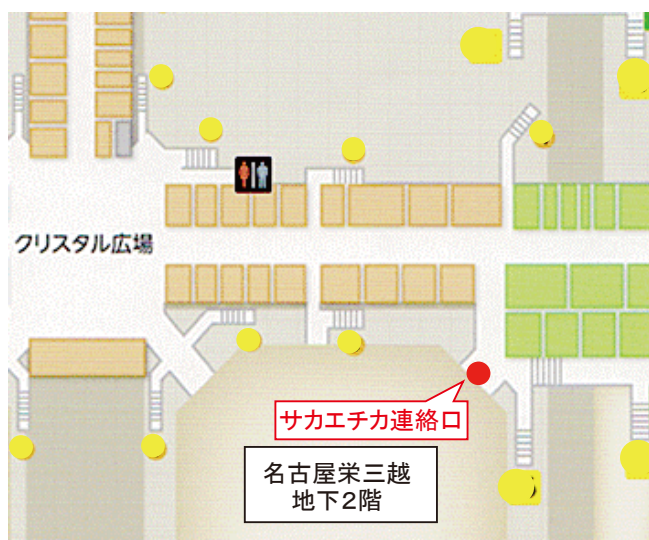 クリスタル広場
サカエチカ連絡口
名古屋栄三越
地下2階